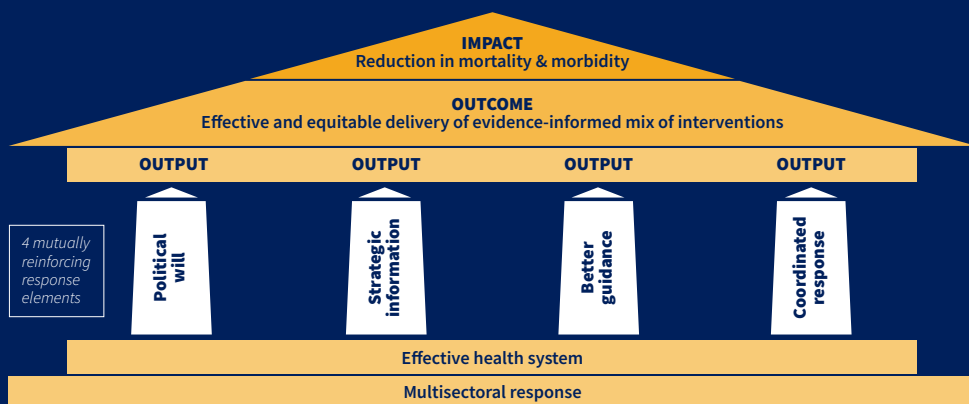 IMPACT
Reduction in mortality & morbidity
OUTCOME
Effective and equitable delivery of evidence-informed mix of interventions
OUTPUT OUTPUT OUTPUT OUTPUT
4 mutually
reinforcing
response
elements
Political
will
Strategic
information
Better
guidance
Coordinated
response
Effective health system
Multisectoral response